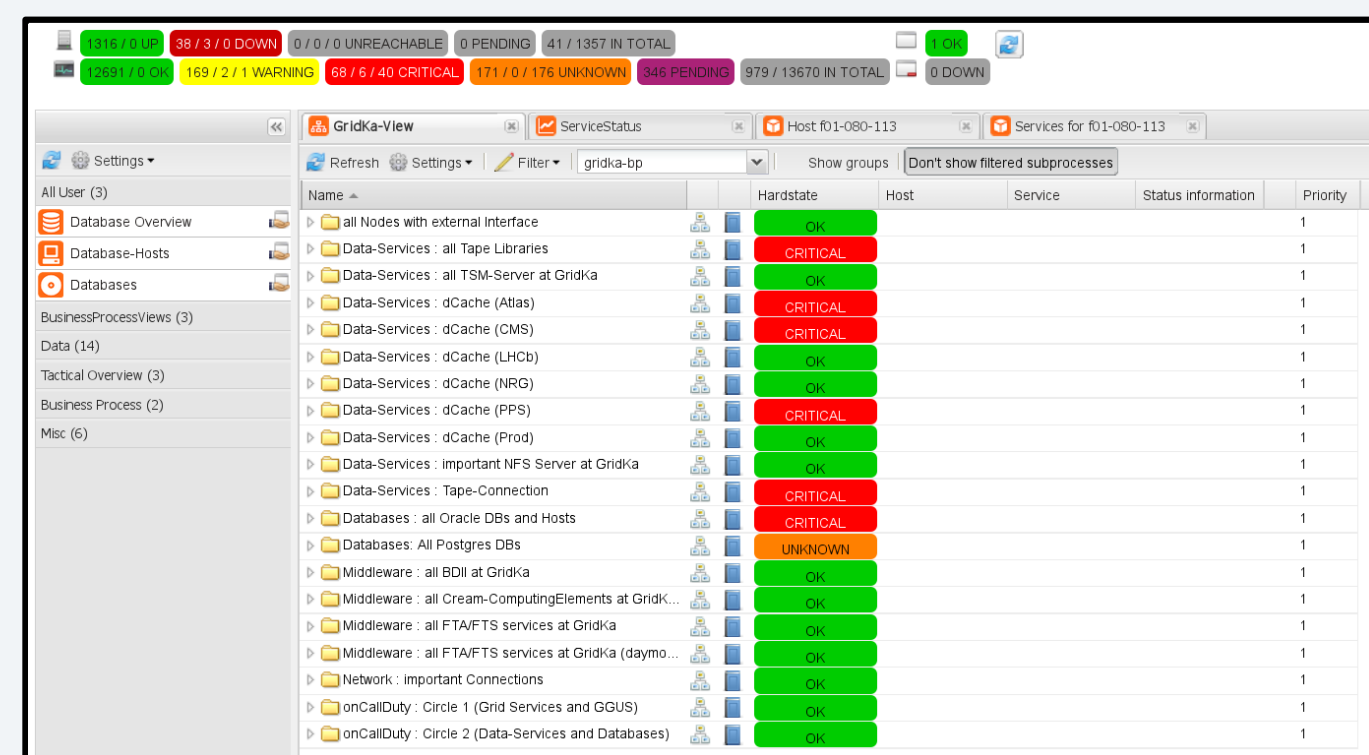 1316 / 0 UP 38 / 3 / 0 DOWN 0 / 0 / 0 UNREACHABLE 0 PENDING 41 / 1357 IN TOTAL 1 OK
12691 / 0 OK 169 / 2 / 1 WARNING 68 / 6 / 40 CRITICAL 171 / 0 / 176 UNKNOWN 346 PENDING 979 / 13670 IN TOTAL 0 DOWN
GridKa-View ServiceStatus Host f01-080-113 Services for f01-080-113
Settings Refresh Settings Filter gridka-bp Show groups Don't show filtered subprocesses
All User (3)
Database Overview
Database-Hosts
Databases
BusinessProcessViews (3)
Data (14)
Tactical Overview (3)
Business Process (2)
Misc (6)
Name Hardstate Host Service Status information Priority
all Nodes with external Interface OK 1
Data-Services : all Tape Libraries CRITICAL 1
Data-Services : all TSM-Server at GridKa OK 1
Data-Services : dCache (Atlas) CRITICAL 1
Data-Services : dCache (CMS) CRITICAL 1
Data-Services : dCache (LHCb) OK 1
Data-Services : dCache (NRG) OK 1
Data-Services : dCache (PPS) CRITICAL 1
Data-Services : dCache (Prod) OK 1
Data-Services : important NFS Server at GridKa OK 1
Data-Services : Tape-Connection CRITICAL 1
Databases : all Oracle DBs and Hosts CRITICAL 1
Databases: All Postgres DBs UNKNOWN 1
Middleware : all BDII at GridKa OK 1
Middleware : all Cream-ComputingElements at GridK... OK 1
Middleware : all FTA/FTS services at GridKa OK 1
Middleware : all FTA/FTS services at GridKa (daymo... OK 1
Network : important Connections OK 1
onCallDuty : Circle 1 (Grid Services and GGUS) OK 1
onCallDuty : Circle 2 (Data-Services and Databases) OK 1